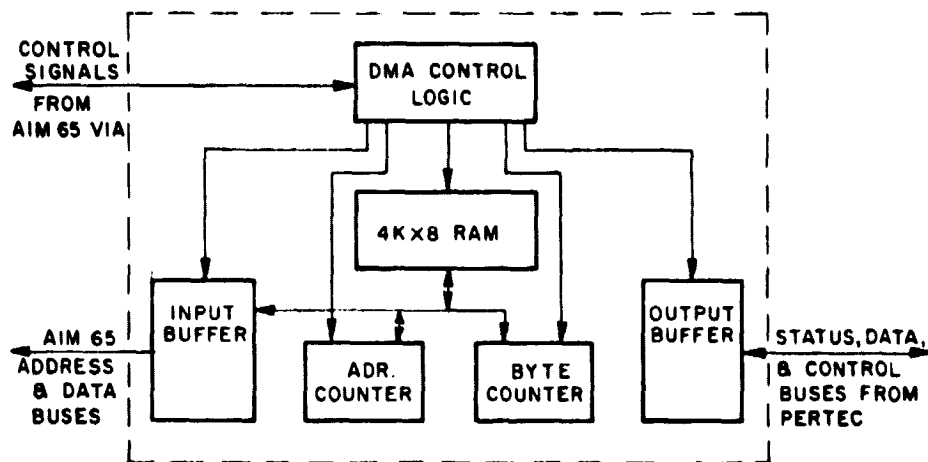 CONTROL
SIGNALS
FROM
AIM 65 VIA
DMA CONTROL
LOGIC
4K×8 RAM
INPUT
BUFFER
ADR.
COUNTER
BYTE
COUNTER
OUTPUT
BUFFER
AIM 65
ADDRESS
& DATA
BUSES
STATUS, DATA,
& CONTROL
BUSES FROM
PERTEC